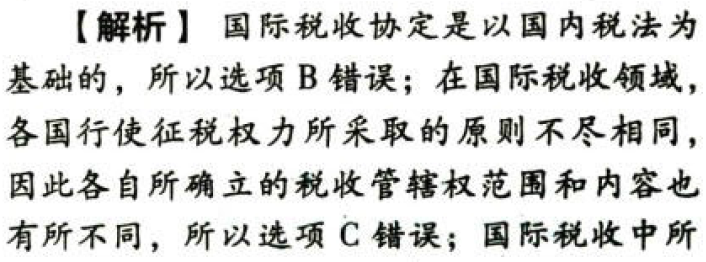 【解析】 国际税收协定是以国内税法为
基础的，所以选项 B 错误；在国际税收领域，
各国行使征税权力所采取的原则不尽相同，
因此各自所确立的税收管辖权范围和内容也
有所不同，所以选项 C 错误；国际税收中所